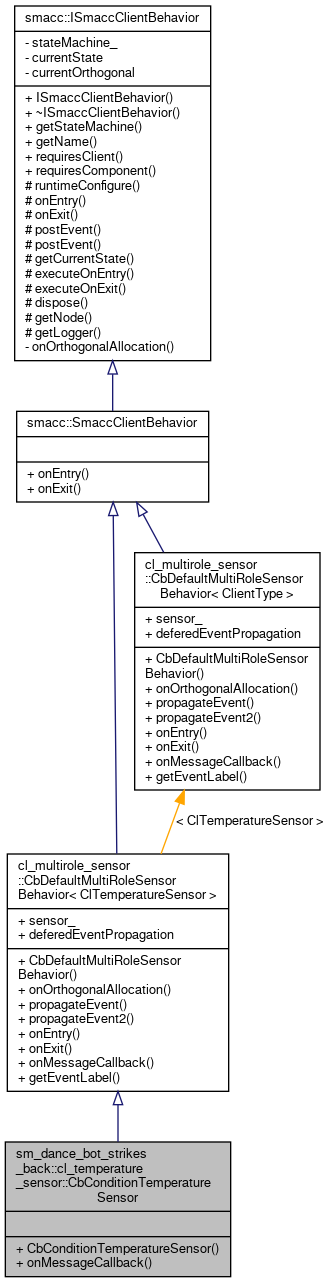 smacc::ISmaccClientBehavior
- stateMachine_
- currentState
- currentOrthogonal
+ ISmaccClientBehavior()
+ ~ISmaccClientBehavior()
+ getStateMachine()
+ getName()
+ requiresClient()
+ requiresComponent()
# runtimeConfigure()
# onEntry()
# onExit()
# postEvent()
# postEvent()
# getCurrentState()
# executeOnEntry()
# executeOnExit()
# dispose()
# getNode()
# getLogger()
- onOrthogonalAllocation()
smacc::SmaccClientBehavior
+ onEntry()
+ onExit()
cl_multirole_sensor
::CbDefaultMultiRoleSensor
Behavior< ClientType >
+ sensor_
+ deferedEventPropagation
+ CbDefaultMultiRoleSensor
Behavior()
+ onOrthogonalAllocation()
+ propagateEvent()
+ propagateEvent2()
+ onEntry()
+ onExit()
+ onMessageCallback()
+ getEventLabel()
< ClTemperatureSensor >
cl_multirole_sensor
::CbDefaultMultiRoleSensor
Behavior< ClTemperatureSensor >
+ sensor_
+ deferedEventPropagation
+ CbDefaultMultiRoleSensor
Behavior()
+ onOrthogonalAllocation()
+ propagateEvent()
+ propagateEvent2()
+ onEntry()
+ onExit()
+ onMessageCallback()
+ getEventLabel()
sm_dance_bot_strikes
_back::cl_temperature
_sensor::CbConditionTemperature
Sensor
+ CbConditionTemperatureSensor()
+ onMessageCallback()